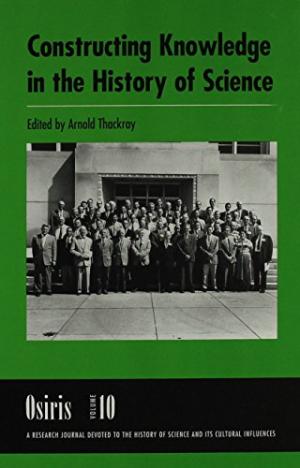 Constructing Knowledge
in the History of Science
Edited by Arnold Thackray
Osiris VOLUME 10
A RESEARCH JOURNAL DEVOTED TO THE HISTORY OF SCIENCE AND ITS CULTURAL INFLUENCES